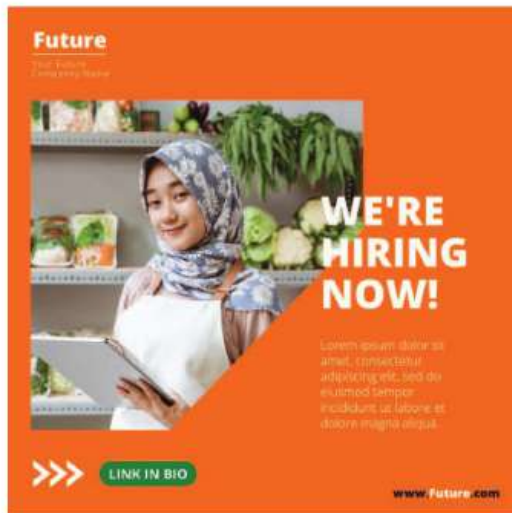 Future
Your Future
Company Name
WE'RE
HIRING
NOW!
Lorem ipsum dolor sit
amet, consectetur
adipiscing elit, sed do
eiusmod tempor
incididunt ut labore et
dolore magna aliqua.
LINK IN BIO
www.Future.com